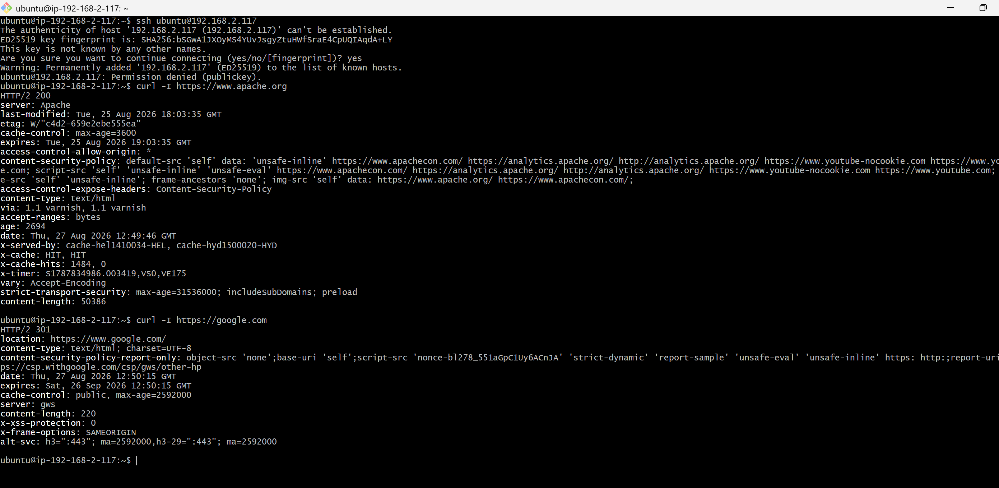 ubuntu@ip-192-168-2-117: ~
ubuntu@ip-192-168-2-117:~$ ssh ubuntu@192.168.2.117
The authenticity of host '192.168.2.117 (192.168.2.117)' can't be established.
ED25519 key fingerprint is: SHA256:bSGwA1JXOyMS4YUvJsgyZtuHWfSraE4CpUQIAqdA+LY
This key is not known by any other names.
Are you sure you want to continue connecting (yes/no/[fingerprint])? yes
Warning: Permanently added '192.168.2.117' (ED25519) to the list of known hosts.
ubuntu@192.168.2.117: Permission denied (publickey).
ubuntu@ip-192-168-2-117:~$ curl -I https://www.apache.org
HTTP/2 200
server: Apache
last-modified: Tue, 25 Aug 2026 18:03:35 GMT
etag: W/"c4d2-659e2ebe555ea"
cache-control: max-age=3600
expires: Tue, 25 Aug 2026 19:03:35 GMT
access-control-allow-origin: *
content-security-policy: default-src 'self' data: 'unsafe-inline' https://www.apachecon.com/ https://analytics.apache.org/ http://analytics.apache.org/ https://www.youtube-nocookie.com https://www.yo
e.com; script-src 'self' 'unsafe-inline' 'unsafe-eval' https://www.apachecon.com/ https://analytics.apache.org/ http://analytics.apache.org/ https://www.youtube-nocookie.com https://www.youtube.com;
e-src 'self' 'unsafe-inline'; frame-ancestors 'none'; img-src 'self' data: https://www.apache.org/ https://www.apachecon.com/;
access-control-expose-headers: Content-Security-Policy
content-type: text/html
via: 1.1 varnish, 1.1 varnish
accept-ranges: bytes
age: 2694
date: Thu, 27 Aug 2026 12:49:46 GMT
x-served-by: cache-hel1410034-HEL, cache-hyd1500020-HYD
x-cache: HIT, HIT
x-cache-hits: 1484, 0
x-timer: S1787834986.003419,VS0,VE175
vary: Accept-Encoding
strict-transport-security: max-age=31536000; includeSubDomains; preload
content-length: 50386
ubuntu@ip-192-168-2-117:~$ curl -I https://google.com
HTTP/2 301
location: https://www.google.com/
content-type: text/html; charset=UTF-8
content-security-policy-report-only: object-src 'none';base-uri 'self';script-src 'nonce-bl278_551aGpC1Uy6ACnJA' 'strict-dynamic' 'report-sample' 'unsafe-eval' 'unsafe-inline' https: http:;report-uri
ps://csp.withgoogle.com/csp/gws/other-hp
date: Thu, 27 Aug 2026 12:50:15 GMT
expires: Sat, 26 Sep 2026 12:50:15 GMT
cache-control: public, max-age=2592000
server: gws
content-length: 220
x-xss-protection: 0
x-frame-options: SAMEORIGIN
alt-svc: h3=":443"; ma=2592000,h3-29=":443"; ma=2592000
ubuntu@ip-192-168-2-117:~$